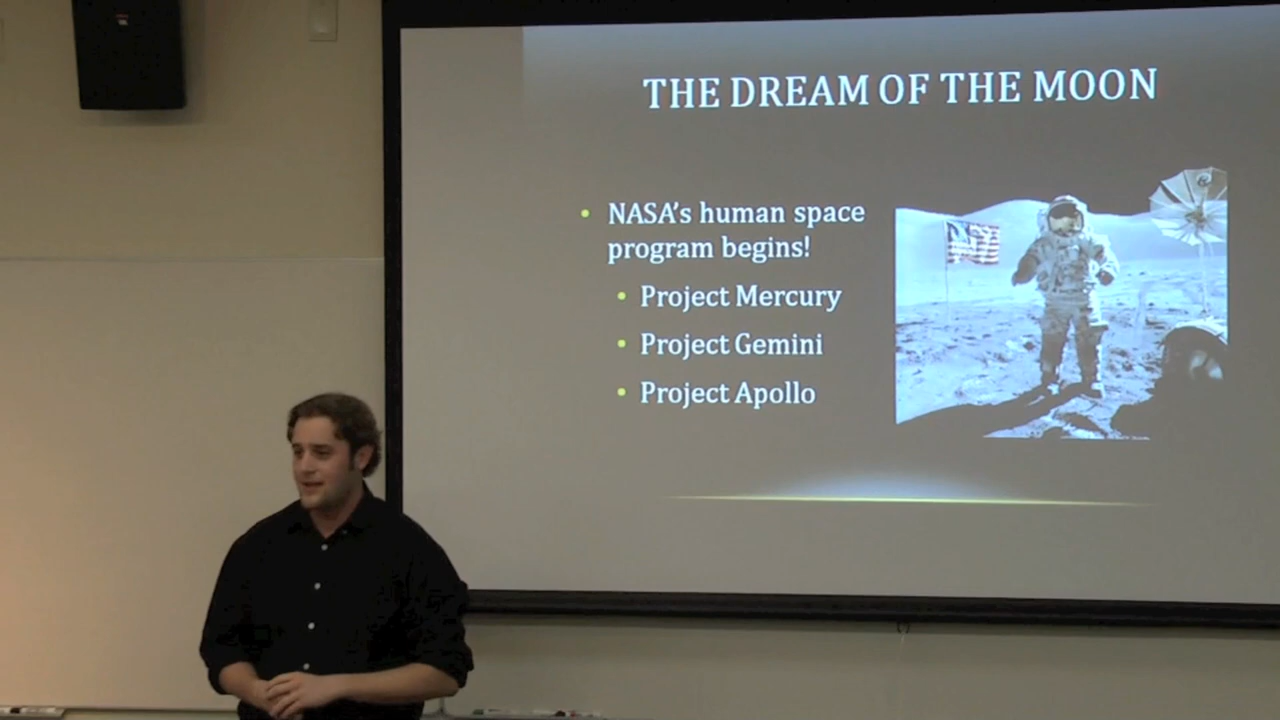 THE DREAM OF THE MOON
NASA's human space
program begins!
Project Mercury
Project Gemini
Project Apollo